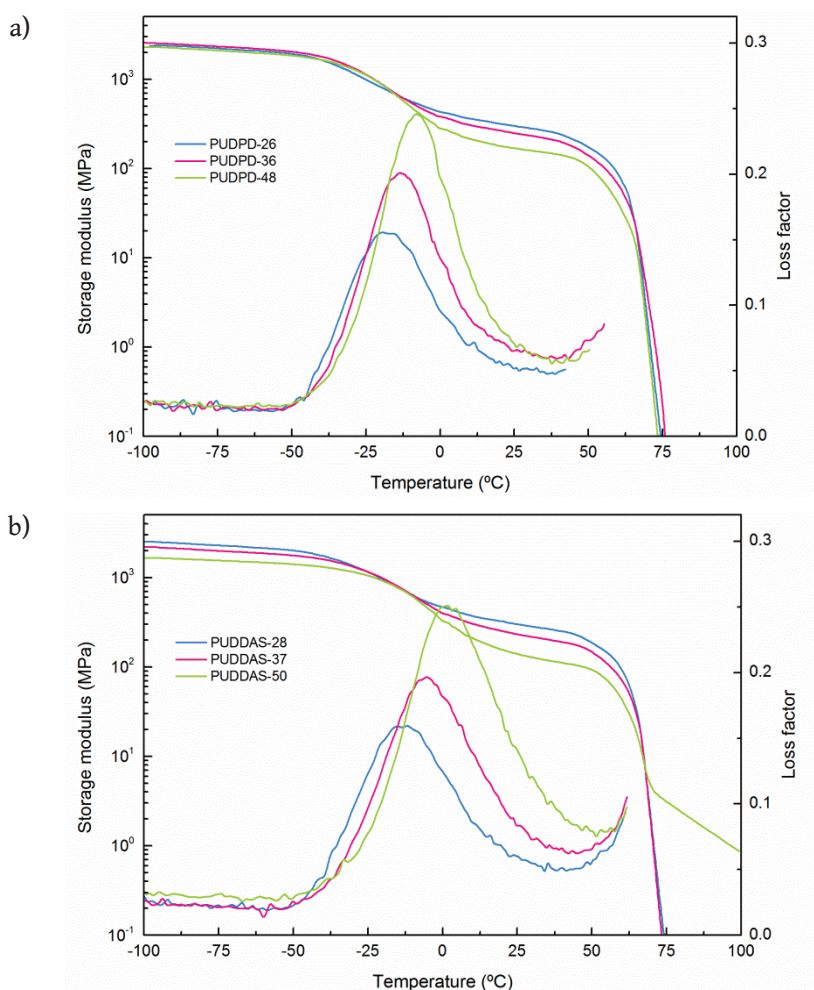 a)
10³
10²
10¹
10⁰
10⁻¹
Storage modulus (MPa)
PUDPD-26
PUDPD-36
PUDPD-48
0.3
0.2
0.1
0.0
Loss factor
-100 -75 -50 -25 0 25 50 75 100
Temperature (ºC)
b)
10³
10²
10¹
10⁰
10⁻¹
Storage modulus (MPa)
PUDDAS-28
PUDDAS-37
PUDDAS-50
0.3
0.2
0.1
0.0
Loss factor
-100 -75 -50 -25 0 25 50 75 100
Temperature (ºC)